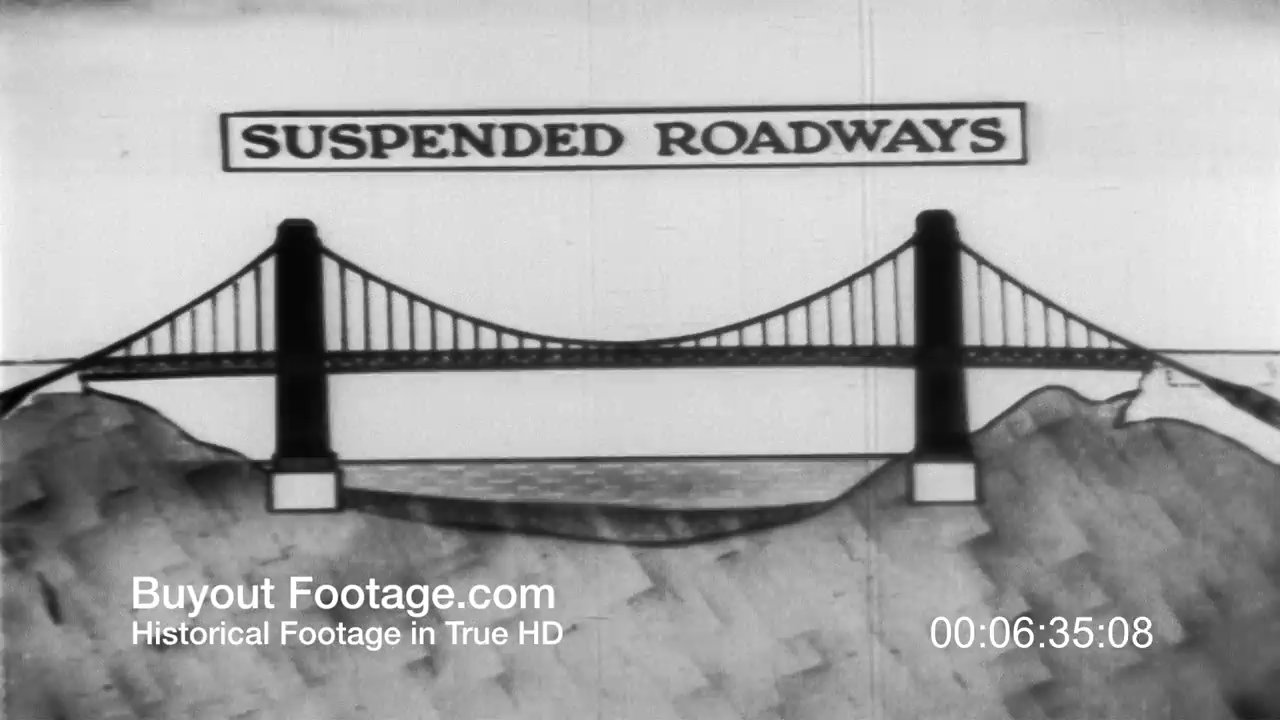 SUSPENDED ROADWAYS
Buyout Footage.com
Historical Footage in True HD
00:06:35:08